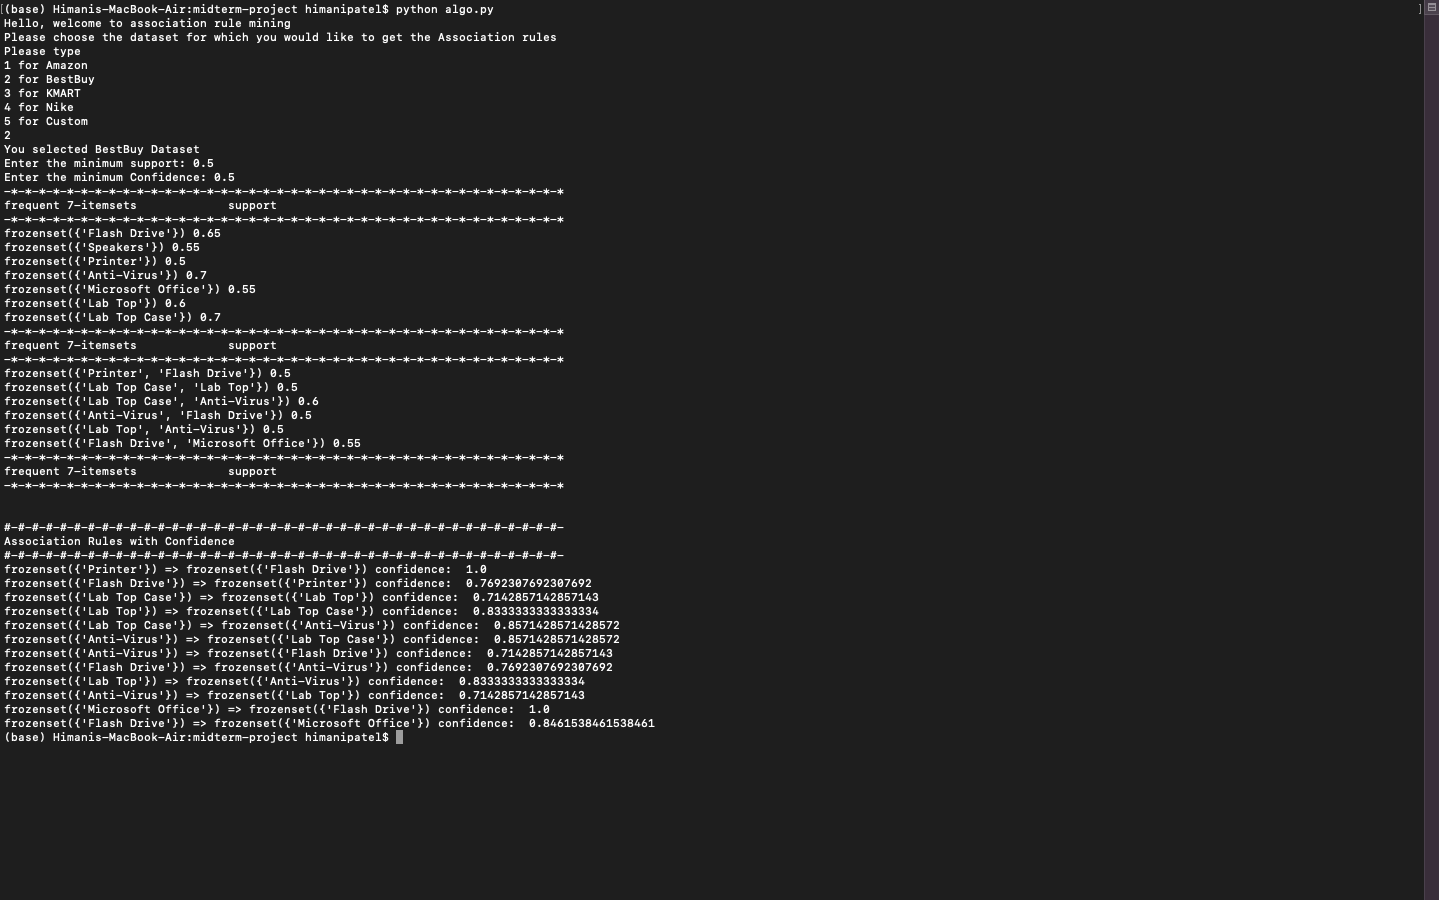 [(base) Himanis-MacBook-Air:midterm-project himanipatel$ python algo.py ]
Hello, welcome to association rule mining
Please choose the dataset for which you would like to get the Association rules
Please type
1 for Amazon
2 for BestBuy
3 for KMART
4 for Nike
5 for Custom
2
You selected BestBuy Dataset
Enter the minimum support: 0.5
Enter the minimum Confidence: 0.5
-*-*-*-*-*-*-*-*-*-*-*-*-*-*-*-*-*-*-*-*-*-*-*-*-*-*-*-*-*-*-*-*-*-*-*-*-*-*-*-*
frequent 7-itemsets             support
-*-*-*-*-*-*-*-*-*-*-*-*-*-*-*-*-*-*-*-*-*-*-*-*-*-*-*-*-*-*-*-*-*-*-*-*-*-*-*-*
frozenset({'Flash Drive'}) 0.65
frozenset({'Speakers'}) 0.55
frozenset({'Printer'}) 0.5
frozenset({'Anti-Virus'}) 0.7
frozenset({'Microsoft Office'}) 0.55
frozenset({'Lab Top'}) 0.6
frozenset({'Lab Top Case'}) 0.7
-*-*-*-*-*-*-*-*-*-*-*-*-*-*-*-*-*-*-*-*-*-*-*-*-*-*-*-*-*-*-*-*-*-*-*-*-*-*-*-*
frequent 7-itemsets             support
-*-*-*-*-*-*-*-*-*-*-*-*-*-*-*-*-*-*-*-*-*-*-*-*-*-*-*-*-*-*-*-*-*-*-*-*-*-*-*-*
frozenset({'Printer', 'Flash Drive'}) 0.5
frozenset({'Lab Top Case', 'Lab Top'}) 0.5
frozenset({'Lab Top Case', 'Anti-Virus'}) 0.6
frozenset({'Anti-Virus', 'Flash Drive'}) 0.5
frozenset({'Lab Top', 'Anti-Virus'}) 0.5
frozenset({'Flash Drive', 'Microsoft Office'}) 0.55
-*-*-*-*-*-*-*-*-*-*-*-*-*-*-*-*-*-*-*-*-*-*-*-*-*-*-*-*-*-*-*-*-*-*-*-*-*-*-*-*
frequent 7-itemsets             support
-*-*-*-*-*-*-*-*-*-*-*-*-*-*-*-*-*-*-*-*-*-*-*-*-*-*-*-*-*-*-*-*-*-*-*-*-*-*-*-*
#-#-#-#-#-#-#-#-#-#-#-#-#-#-#-#-#-#-#-#-#-#-#-#-#-#-#-#-#-#-#-#-#-#-#-#-#-#-#-#-
Association Rules with Confidence
#-#-#-#-#-#-#-#-#-#-#-#-#-#-#-#-#-#-#-#-#-#-#-#-#-#-#-#-#-#-#-#-#-#-#-#-#-#-#-#-
frozenset({'Printer'}) => frozenset({'Flash Drive'}) confidence:  1.0
frozenset({'Flash Drive'}) => frozenset({'Printer'}) confidence:  0.7692307692307692
frozenset({'Lab Top Case'}) => frozenset({'Lab Top'}) confidence:  0.7142857142857143
frozenset({'Lab Top'}) => frozenset({'Lab Top Case'}) confidence:  0.8333333333333334
frozenset({'Lab Top Case'}) => frozenset({'Anti-Virus'}) confidence:  0.8571428571428572
frozenset({'Anti-Virus'}) => frozenset({'Lab Top Case'}) confidence:  0.8571428571428572
frozenset({'Anti-Virus'}) => frozenset({'Flash Drive'}) confidence:  0.7142857142857143
frozenset({'Flash Drive'}) => frozenset({'Anti-Virus'}) confidence:  0.7692307692307692
frozenset({'Lab Top'}) => frozenset({'Anti-Virus'}) confidence:  0.8333333333333334
frozenset({'Anti-Virus'}) => frozenset({'Lab Top'}) confidence:  0.7142857142857143
frozenset({'Microsoft Office'}) => frozenset({'Flash Drive'}) confidence:  1.0
frozenset({'Flash Drive'}) => frozenset({'Microsoft Office'}) confidence:  0.8461538461538461
(base) Himanis-MacBook-Air:midterm-project himanipatel$